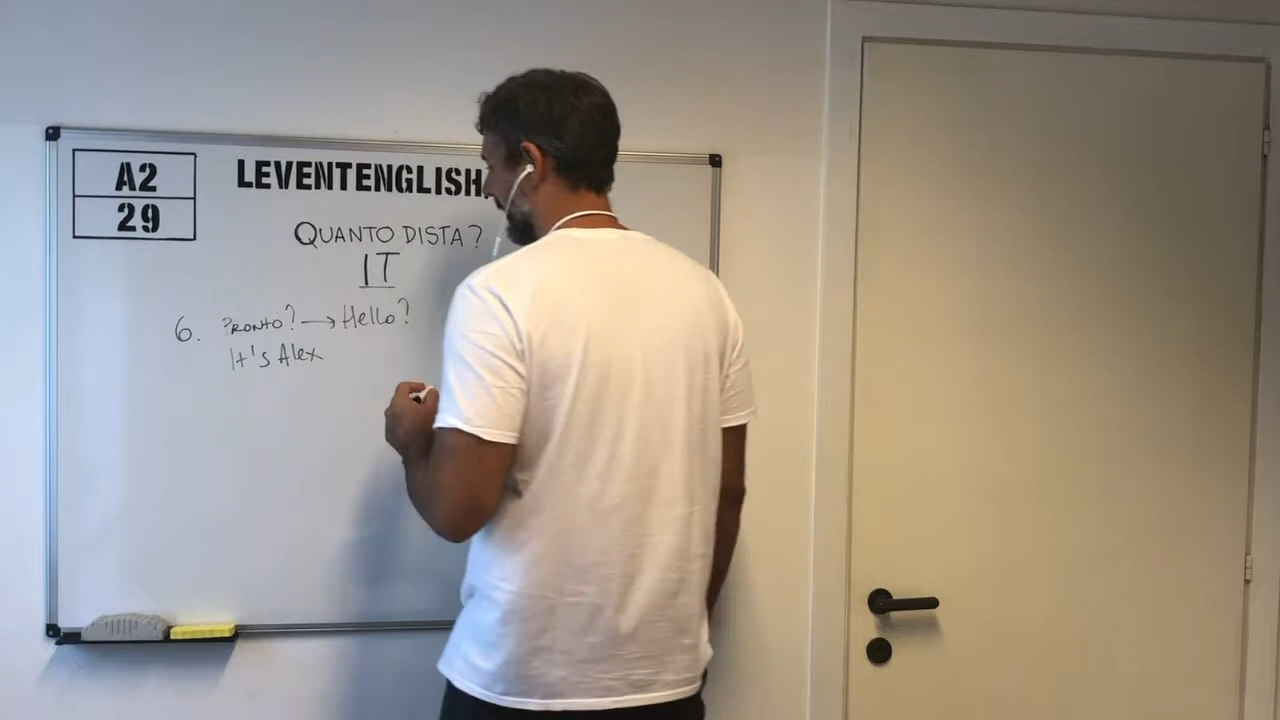 A2
29
LEVENTENGLISH
QUANTO DISTA?
IT
6. PRONTO? → Hello?
It's Alex